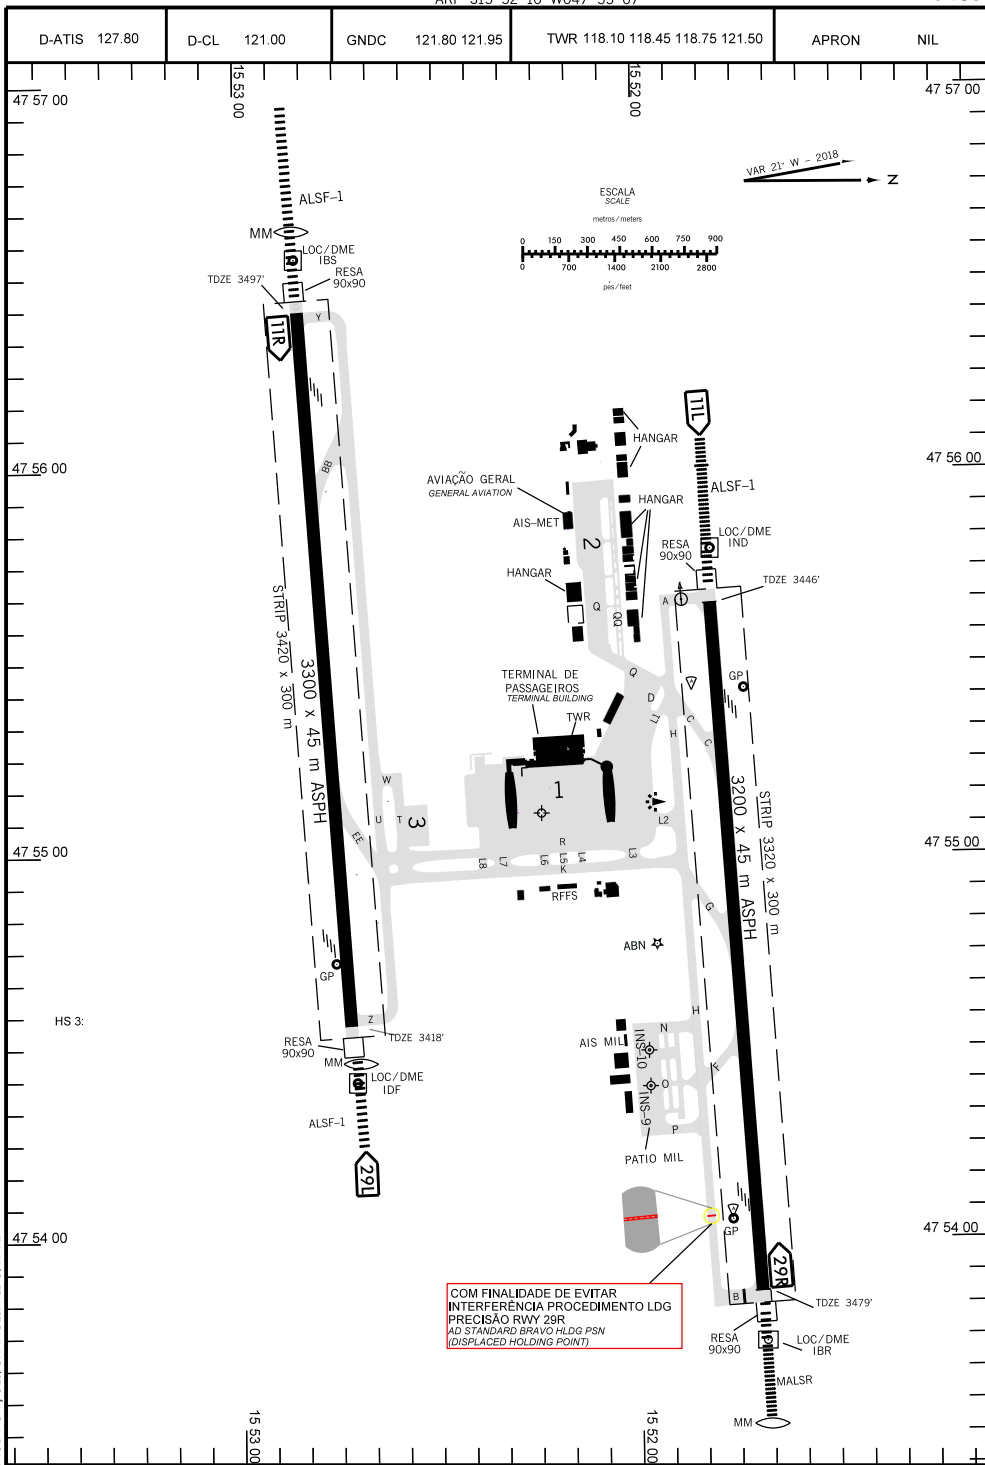 D-ATIS 127.80
D-CL 121.00
GNDC 121.80 121.95
TWR 118.10 118.45 118.75 121.50
APRON NIL
15 53 00
15 52 00
47 57 00
47 57 00
VAR 21° W - 2018
N
ESCALA
SCALE
metros/meters
0 150 300 450 600 750 900
0 700 1400 2100 2800
pés/feet
ALSF-1
MM
LOC/DME
IBS
RESA
90x90
TDZE 3497'
Y
11R
11L
HANGAR
BB
47 56 00
47 56 00
AVIAÇÃO GERAL
GENERAL AVIATION
HANGAR
ALSF-1
AIS-MET
2
LOC/DME
IND
RESA
90x90
HANGAR
TDZE 3446'
A
Q
QQ
STRIP 3420 x 300 m
3300 x 45 m ASPH
TERMINAL DE
PASSAGEIROS
TERMINAL BUILDING
TWR
Q
D
L1
H
C
C
GP
W
U
T
3
1
EE
L2
3200 x 45 m ASPH
STRIP 3320 x 300 m
47 55 00
47 55 00
R
L8
L7
L6
L5
L4
L3
K
RFFS
G
ABN
GP
HS 3:
Z
TDZE 3418'
RESA
90x90
MM
LOC/DME
IDF
ALSF-1
29L
H
N
AIS MIL
INS-10
F
O
INS-9
P
PATIO MIL
47 54 00
47 54 00
GP
29R
COM FINALIDADE DE EVITAR
INTERFERÊNCIA PROCEDIMENTO LDG
PRECISÃO RWY 29R
AD STANDARD BRAVO HLDG PSN
(DISPLACED HOLDING POINT)
B
TDZE 3479'
RESA
90x90
LOC/DME
IBR
MALSR
MM
15 53 00
15 52 00